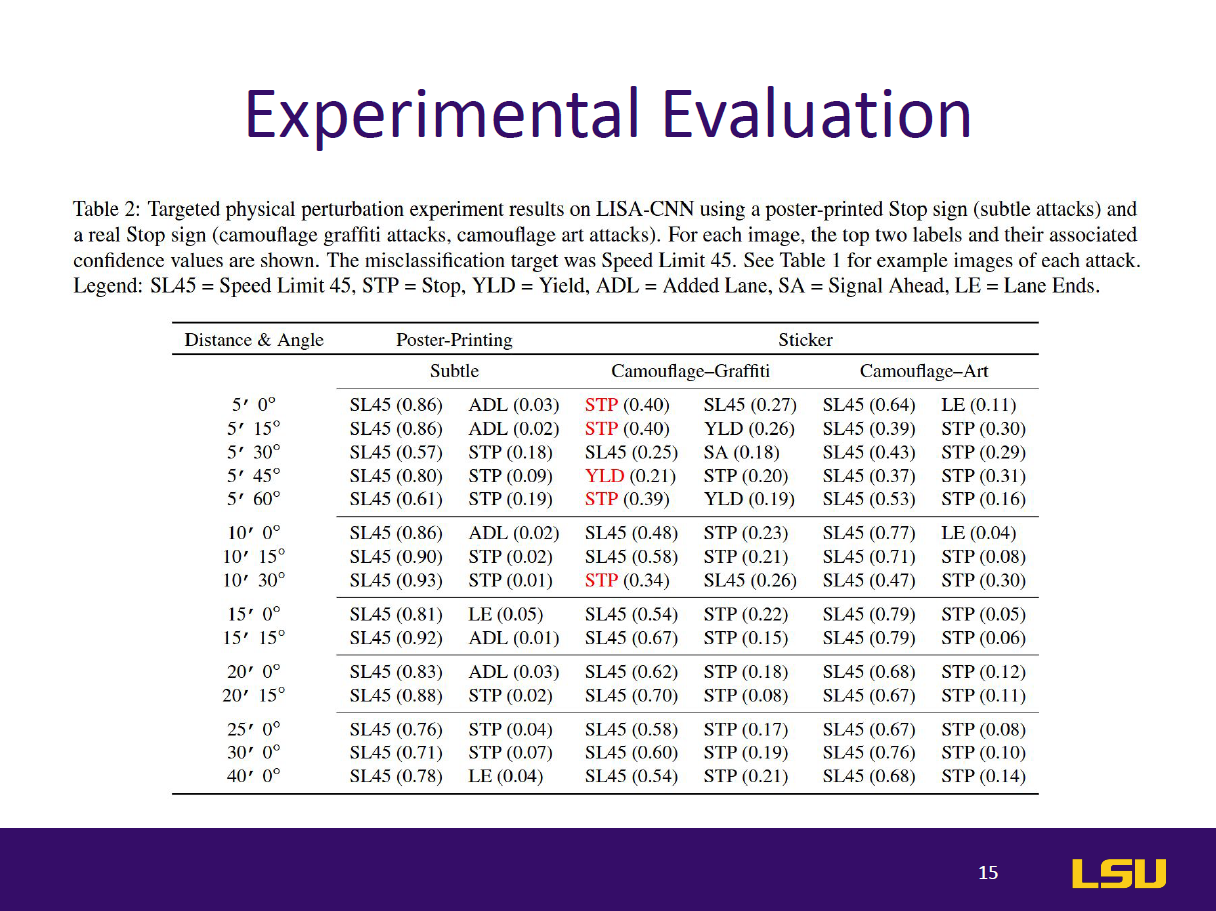 Experimental Evaluation
Table 2: Targeted physical perturbation experiment results on LISA-CNN using a poster-printed Stop sign (subtle attacks) and
a real Stop sign (camouflage graffiti attacks, camouflage art attacks). For each image, the top two labels and their associated
confidence values are shown. The misclassification target was Speed Limit 45. See Table 1 for example images of each attack.
Legend: SL45 = Speed Limit 45, STP = Stop, YLD = Yield, ADL = Added Lane, SA = Signal Ahead, LE = Lane Ends.
Distance & Angle Poster-Printing Sticker
Subtle Camouflage–Graffiti Camouflage–Art
5′ 0° SL45 (0.86) ADL (0.03) STP (0.40) SL45 (0.27) SL45 (0.64) LE (0.11)
5′ 15° SL45 (0.86) ADL (0.02) STP (0.40) YLD (0.26) SL45 (0.39) STP (0.30)
5′ 30° SL45 (0.57) STP (0.18) SL45 (0.25) SA (0.18) SL45 (0.43) STP (0.29)
5′ 45° SL45 (0.80) STP (0.09) YLD (0.21) STP (0.20) SL45 (0.37) STP (0.31)
5′ 60° SL45 (0.61) STP (0.19) STP (0.39) YLD (0.19) SL45 (0.53) STP (0.16)
10′ 0° SL45 (0.86) ADL (0.02) SL45 (0.48) STP (0.23) SL45 (0.77) LE (0.04)
10′ 15° SL45 (0.90) STP (0.02) SL45 (0.58) STP (0.21) SL45 (0.71) STP (0.08)
10′ 30° SL45 (0.93) STP (0.01) STP (0.34) SL45 (0.26) SL45 (0.47) STP (0.30)
15′ 0° SL45 (0.81) LE (0.05) SL45 (0.54) STP (0.22) SL45 (0.79) STP (0.05)
15′ 15° SL45 (0.92) ADL (0.01) SL45 (0.67) STP (0.15) SL45 (0.79) STP (0.06)
20′ 0° SL45 (0.83) ADL (0.03) SL45 (0.62) STP (0.18) SL45 (0.68) STP (0.12)
20′ 15° SL45 (0.88) STP (0.02) SL45 (0.70) STP (0.08) SL45 (0.67) STP (0.11)
25′ 0° SL45 (0.76) STP (0.04) SL45 (0.58) STP (0.17) SL45 (0.67) STP (0.08)
30′ 0° SL45 (0.71) STP (0.07) SL45 (0.60) STP (0.19) SL45 (0.76) STP (0.10)
40′ 0° SL45 (0.78) LE (0.04) SL45 (0.54) STP (0.21) SL45 (0.68) STP (0.14)
15
LSU